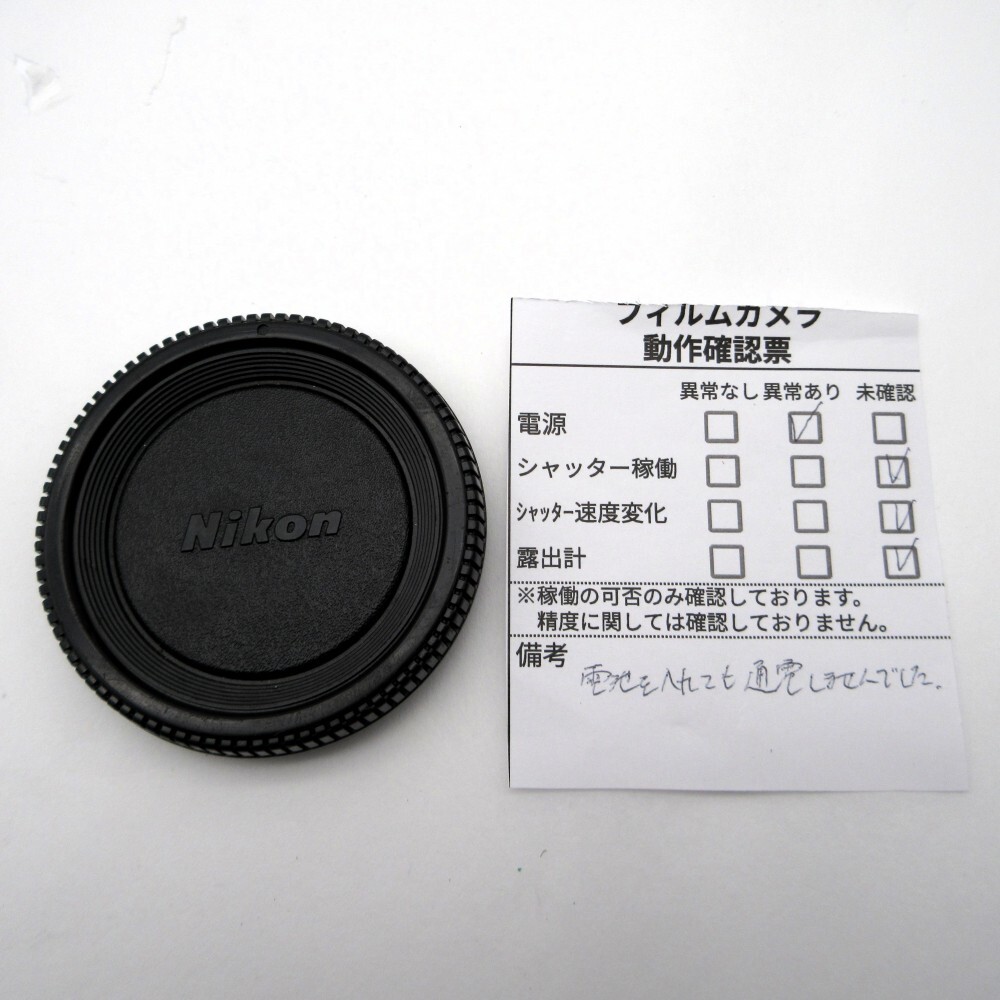 Nikon
フィルムカメラ
動作確認票
異常なし 異常あり 未確認
電源
シャッター稼働
シャッター速度変化
露出計
※稼働の可否のみ確認しております。
精度に関しては確認しておりません。
備考
電池を入れても通電しませんでした。